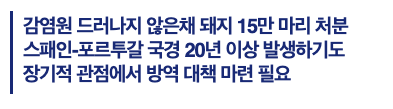 감염원 드러나지 않은채 돼지 15만 마리 처분
스패인-포르투갈 국경 20년 이상 발생하기도
장기적 관점에서 방역 대책 마련 필요